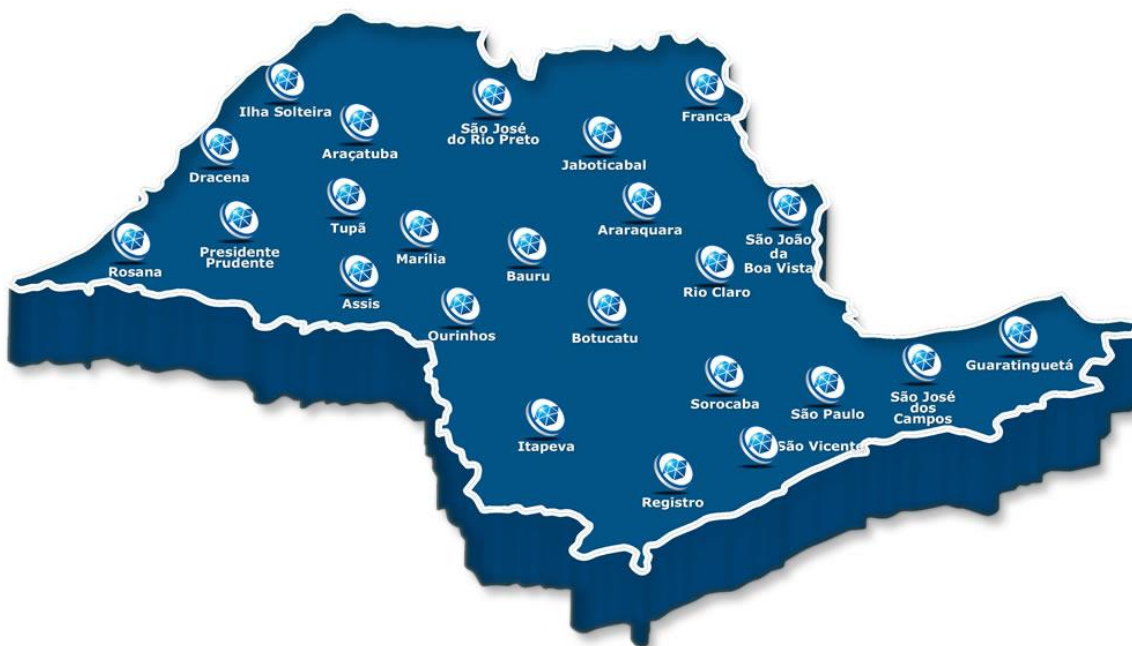 Ilha Solteira
São José
do Rio Preto
Franca
Araçatuba
Jaboticabal
Dracena
Tupã
Araraquara
São João
da
Boa Vista
Presidente
Prudente
Marília
Bauru
Rosana
Rio Claro
Assis
Ourinhos
Botucatu
Guaratinguetá
São José
dos
Campos
Sorocaba
São Paulo
Itapeva
São Vicente
Registro